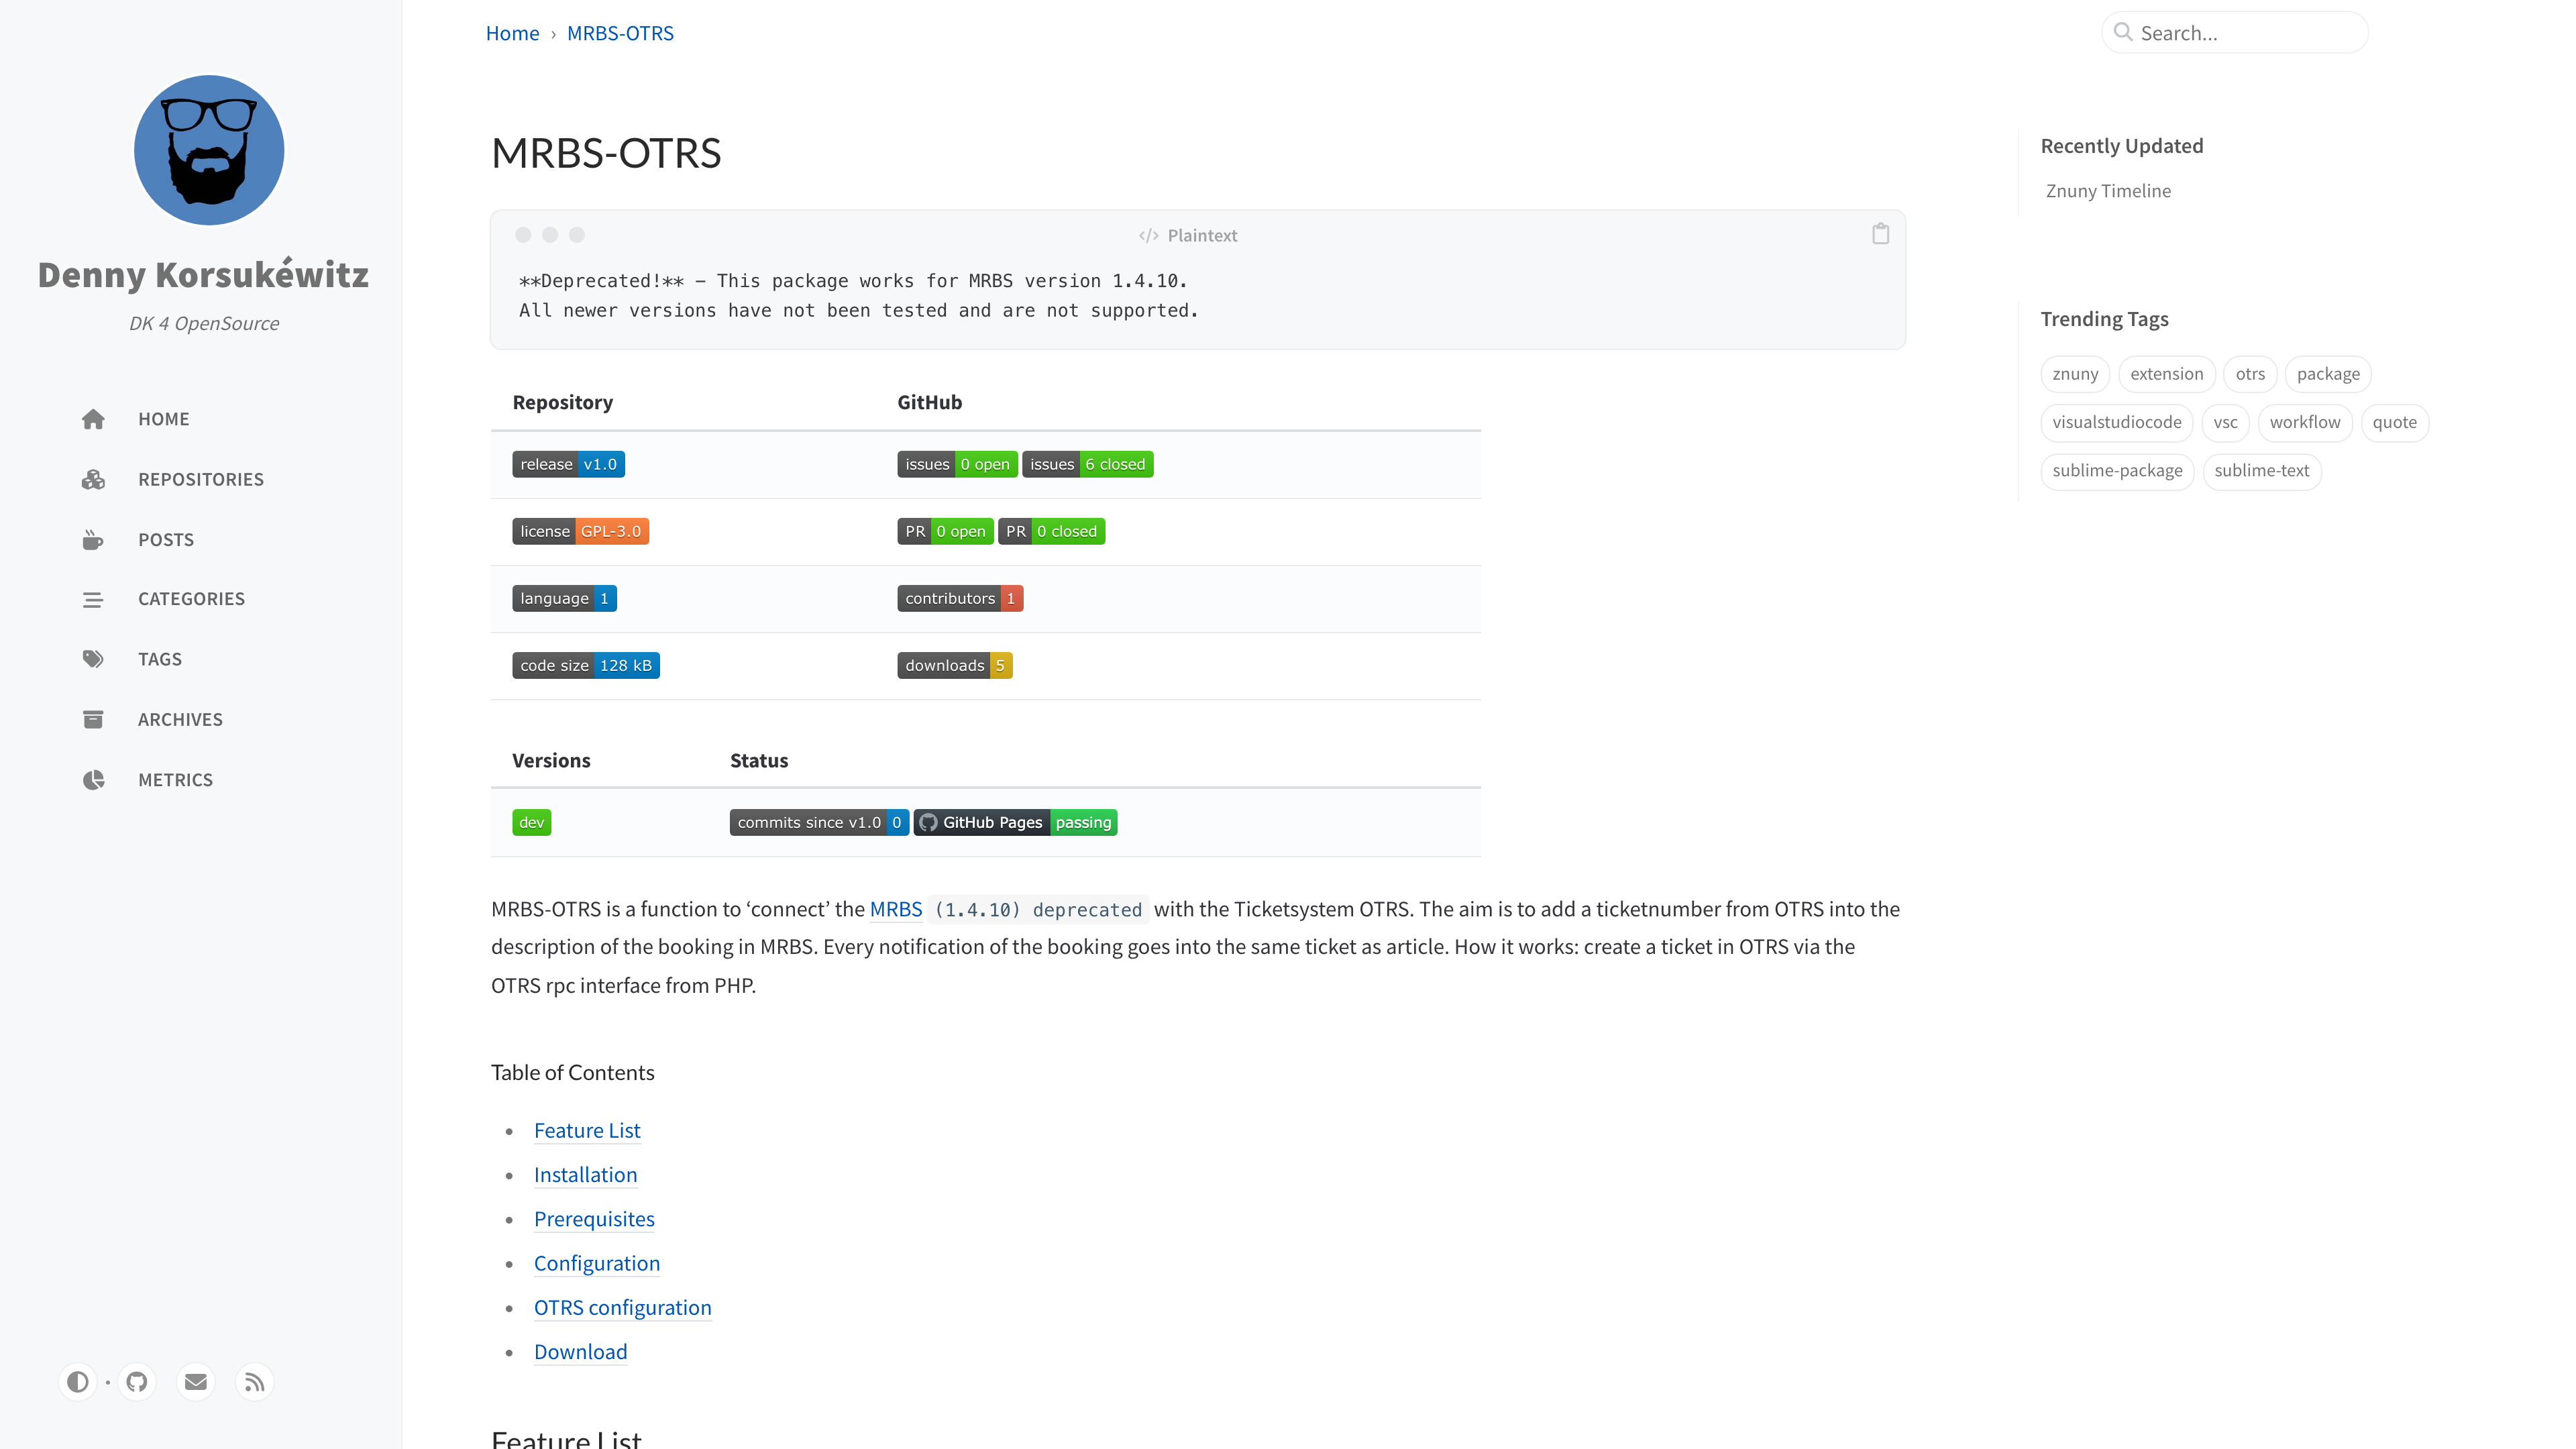 Denny Korsukéwitz
DK 4 OpenSource
HOME
REPOSITORIES
POSTS
CATEGORIES
TAGS
ARCHIVES
METRICS
Home › MRBS-OTRS
Search...
MRBS-OTRS
Plaintext
**Deprecated!** – This package works for MRBS version 1.4.10.
All newer versions have not been tested and are not supported.
Repository GitHub
release v1.0 issues 0 open issues 6 closed
license GPL-3.0 PR 0 open PR 0 closed
language 1 contributors 1
code size 128 kB downloads 5
Versions Status
dev commits since v1.0 0 GitHub Pages passing
MRBS-OTRS is a function to ‘connect’ the MRBS (1.4.10) deprecated with the Ticketsystem OTRS. The aim is to add a ticketnumber from OTRS into the
description of the booking in MRBS. Every notification of the booking goes into the same ticket as article. How it works: create a ticket in OTRS via the
OTRS rpc interface from PHP.
Table of Contents
• Feature List
• Installation
• Prerequisites
• Configuration
• OTRS configuration
• Download
Feature List
Recently Updated
Znuny Timeline
Trending Tags
znuny extension otrs package
visualstudiocode vsc workflow quote
sublime-package sublime-text